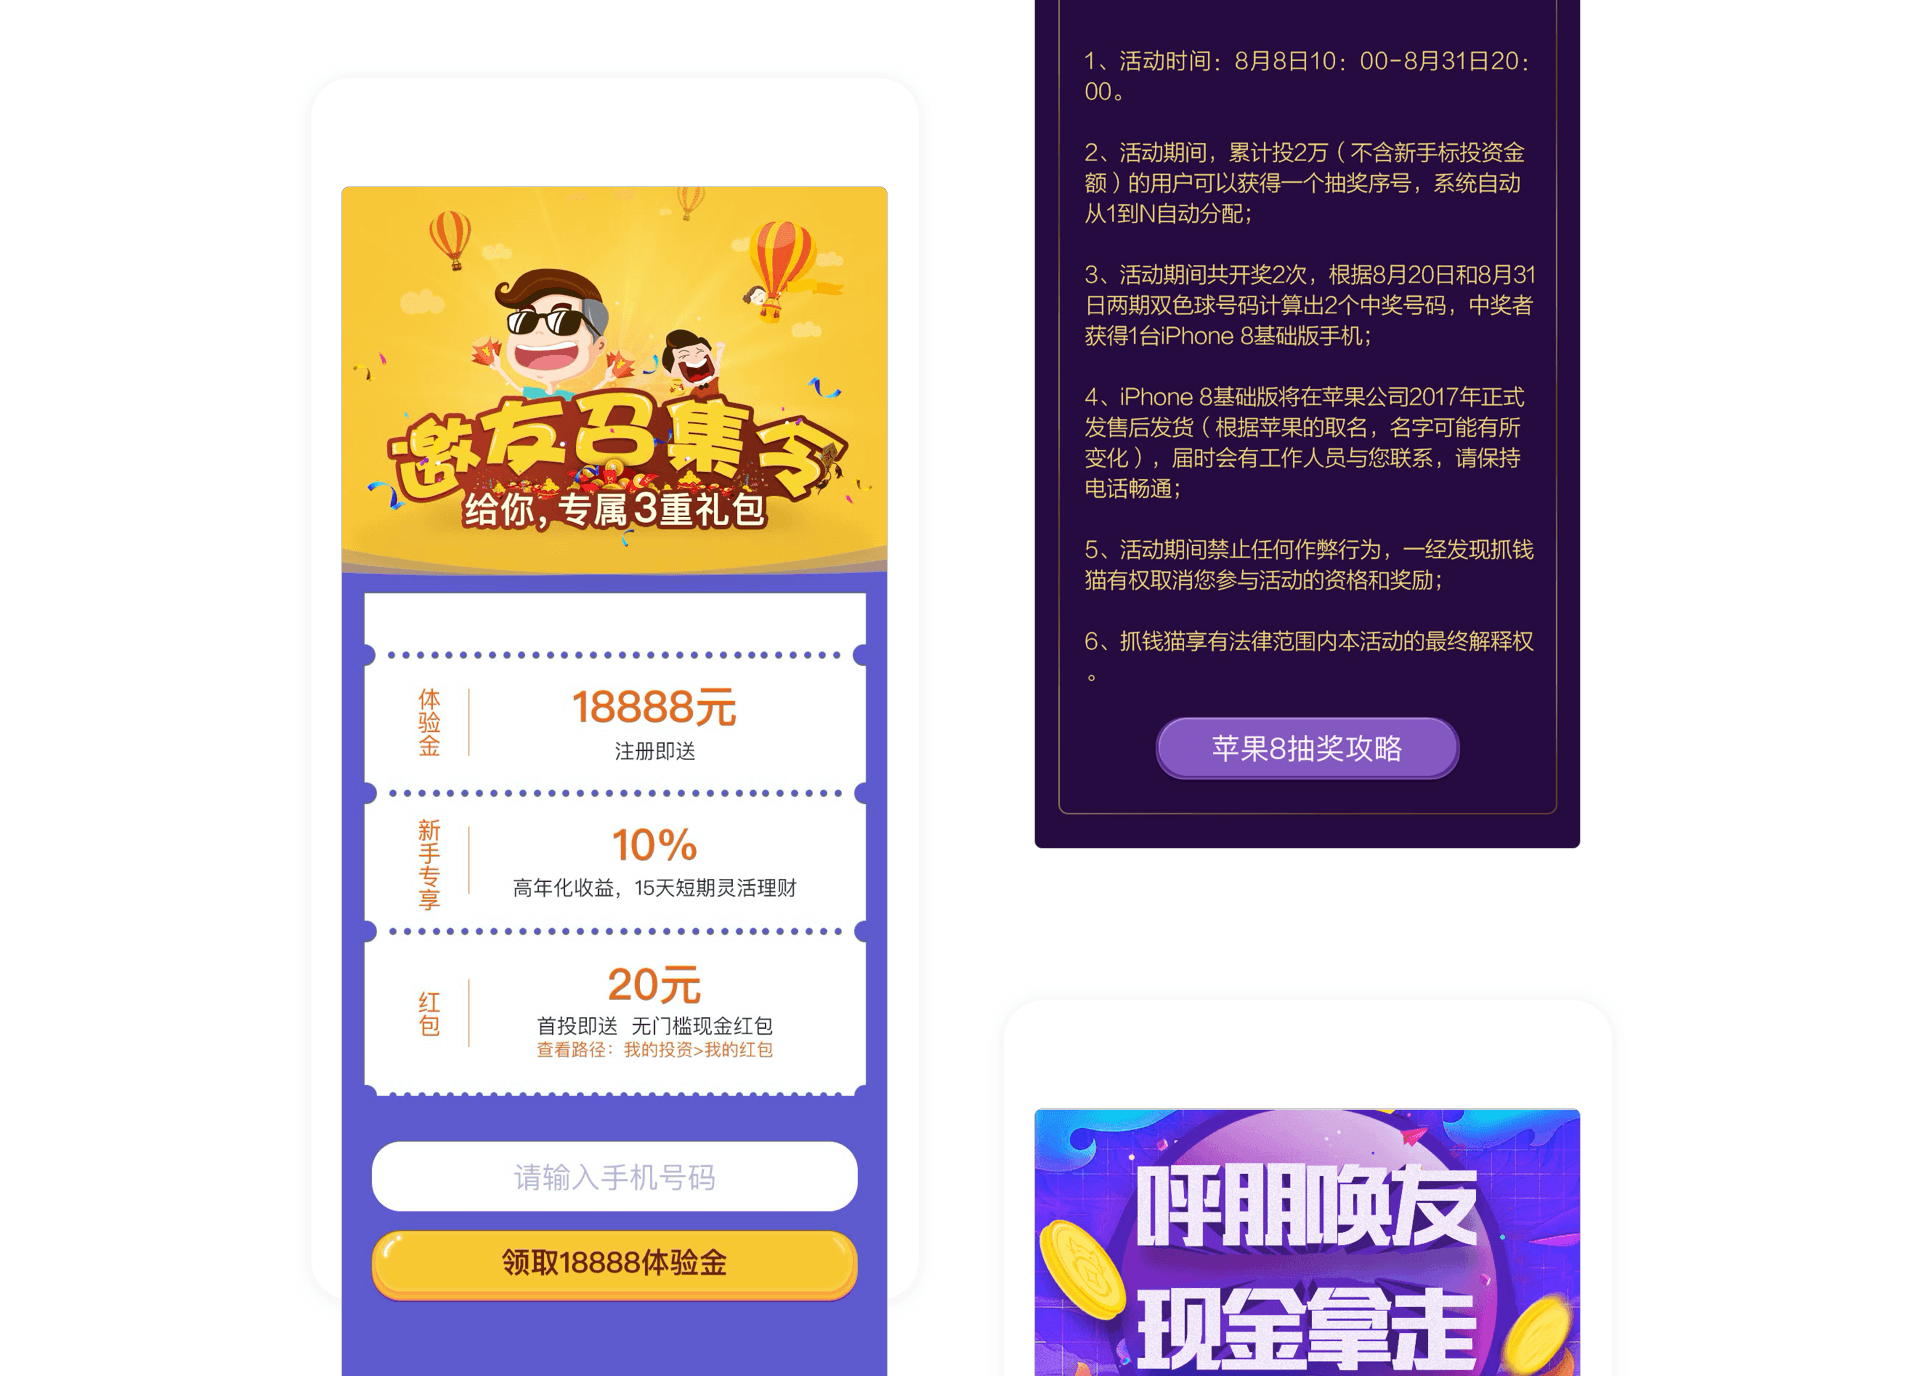 邀友召集令
给你，专属3重礼包
体验金
18888元
注册即送
新手专享
10%
高年化收益，15天短期灵活理财
红包
20元
首投即送 无门槛现金红包
查看路径：我的投资>我的红包
请输入手机号码
领取18888体验金
1、活动时间：8月8日10：00-8月31日20：
00。
2、活动期间，累计投2万（不含新手标投资金
额）的用户可以获得一个抽奖序号，系统自动
从1到N自动分配；
3、活动期间共开奖2次，根据8月20日和8月31
日两期双色球号码计算出2个中奖号码，中奖者
获得1台iPhone 8基础版手机；
4、iPhone 8基础版将在苹果公司2017年正式
发售后发货（根据苹果的取名，名字可能有所
变化），届时会有工作人员与您联系，请保持
电话畅通；
5、活动期间禁止任何作弊行为，一经发现抓钱
猫有权取消您参与活动的资格和奖励；
6、抓钱猫享有法律范围内本活动的最终解释权
。
苹果8抽奖攻略
呼朋唤友
现金拿走